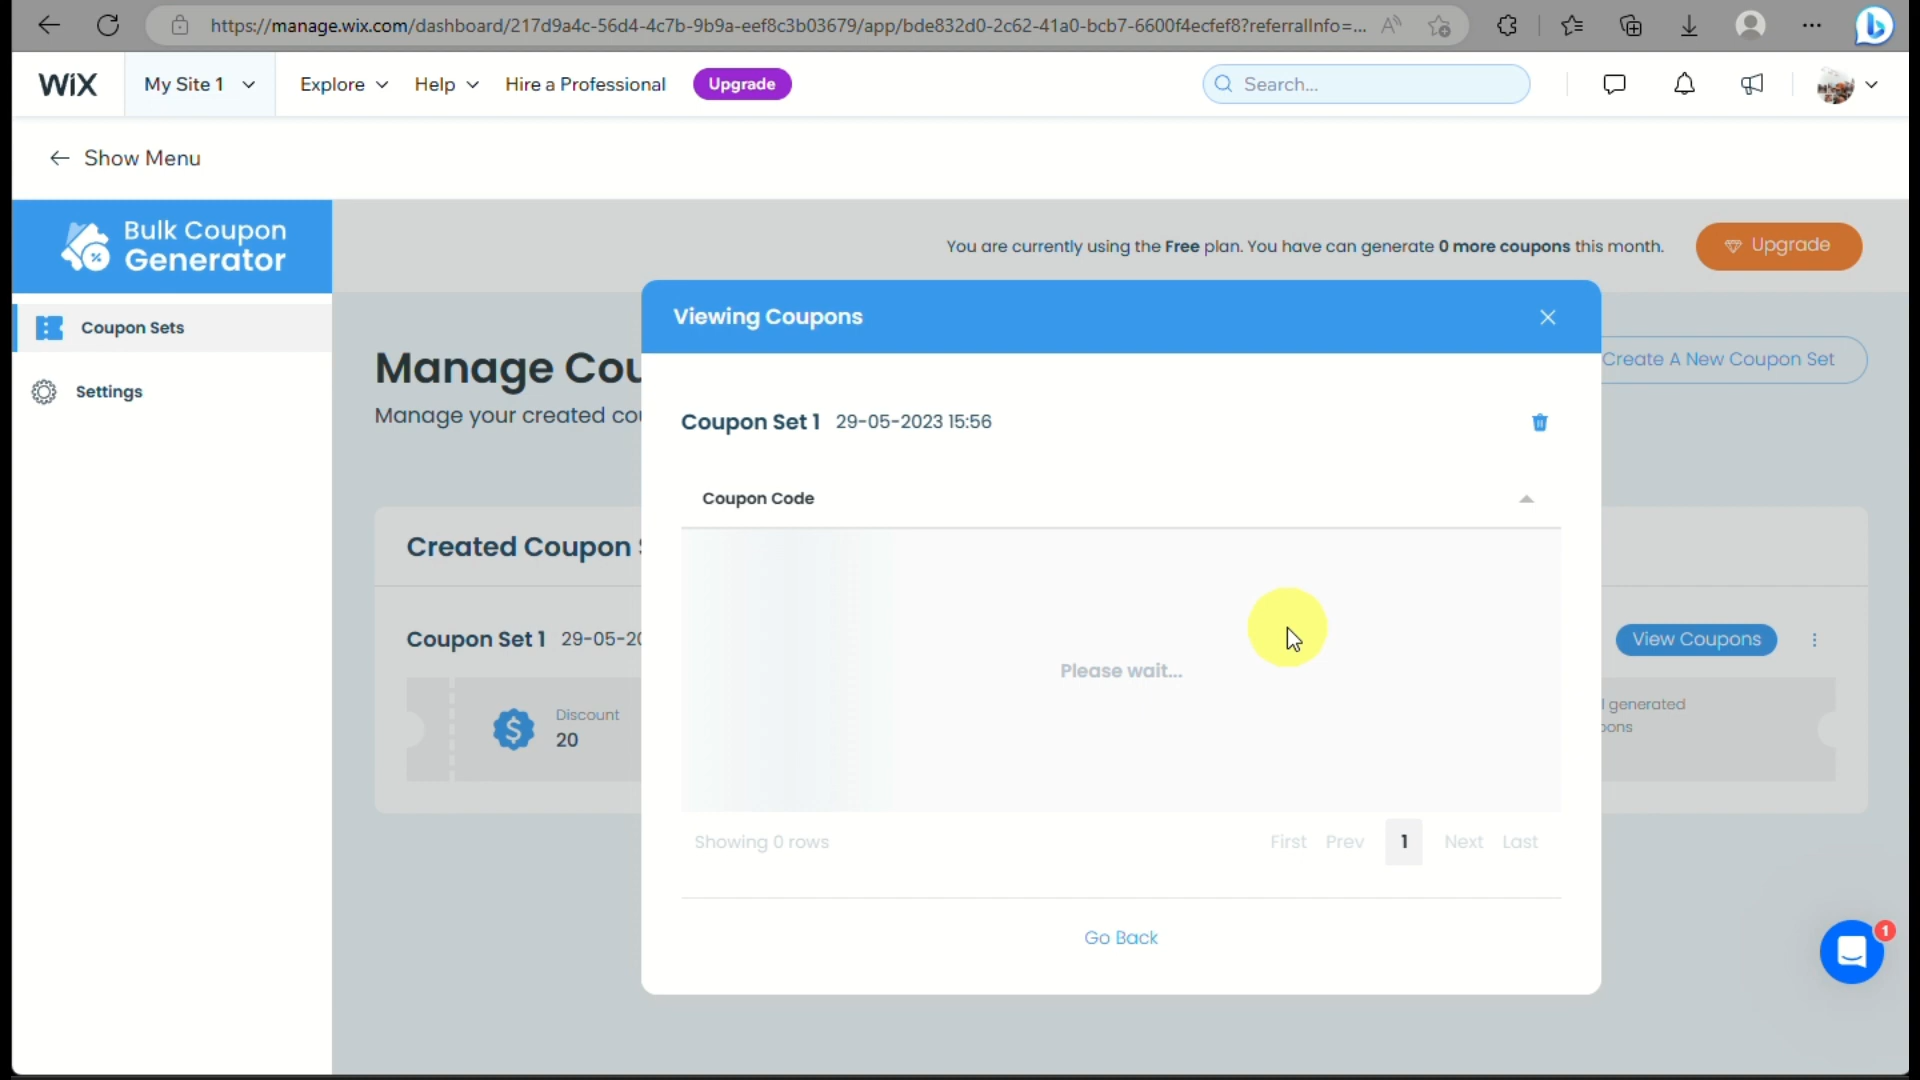 https://manage.wix.com/dashboard/217d9a4c-56d4-4c7b-9b9a-eef8c3b03679/app/bde832d0-2c62-41a0-bcb7-6600f4ecfef8?referralInfo=...
WiX
My Site 1
Explore
Help
Hire a Professional
Upgrade
Search...
Show Menu
Bulk Coupon
Generator
You are currently using the Free plan. You have can generate 0 more coupons this month.
Upgrade
Coupon Sets
Settings
Manage Cou
Manage your created cou
Create A New Coupon Set
Viewing Coupons
Coupon Set 1 29-05-2023 15:56
Coupon Code
Please wait...
Showing 0 rows
First Prev 1 Next Last
Go Back
Created Coupon
Coupon Set 1 29-05-20
View Coupons
Discount
20
generated
1